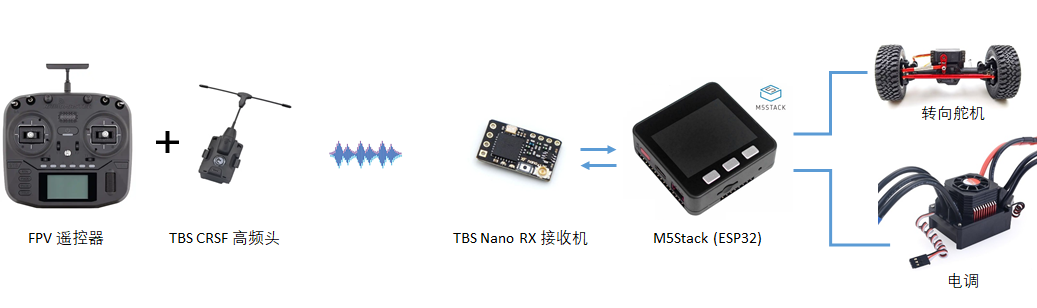 M5STACK
转向舵机
FPV 遥控器
TBS CRSF 高频头
TBS Nano RX 接收机
M5Stack (ESP32)
电调